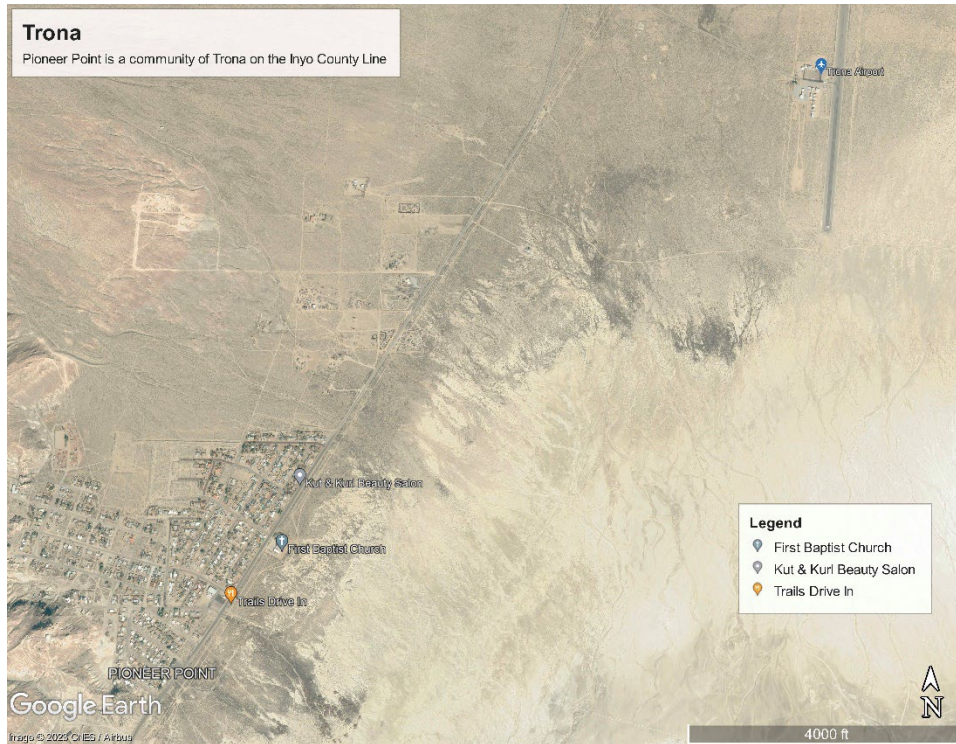 Trona
Pioneer Point is a community of Trona on the Inyo County Line
Trona Airport
Kut & Kurl Beauty Salon
First Baptist Church
Trails Drive In
PIONEER POINT
Legend
First Baptist Church
Kut & Kurl Beauty Salon
Trails Drive In
Google Earth
Image © 2023 CNES / Airbus
N
4000 ft